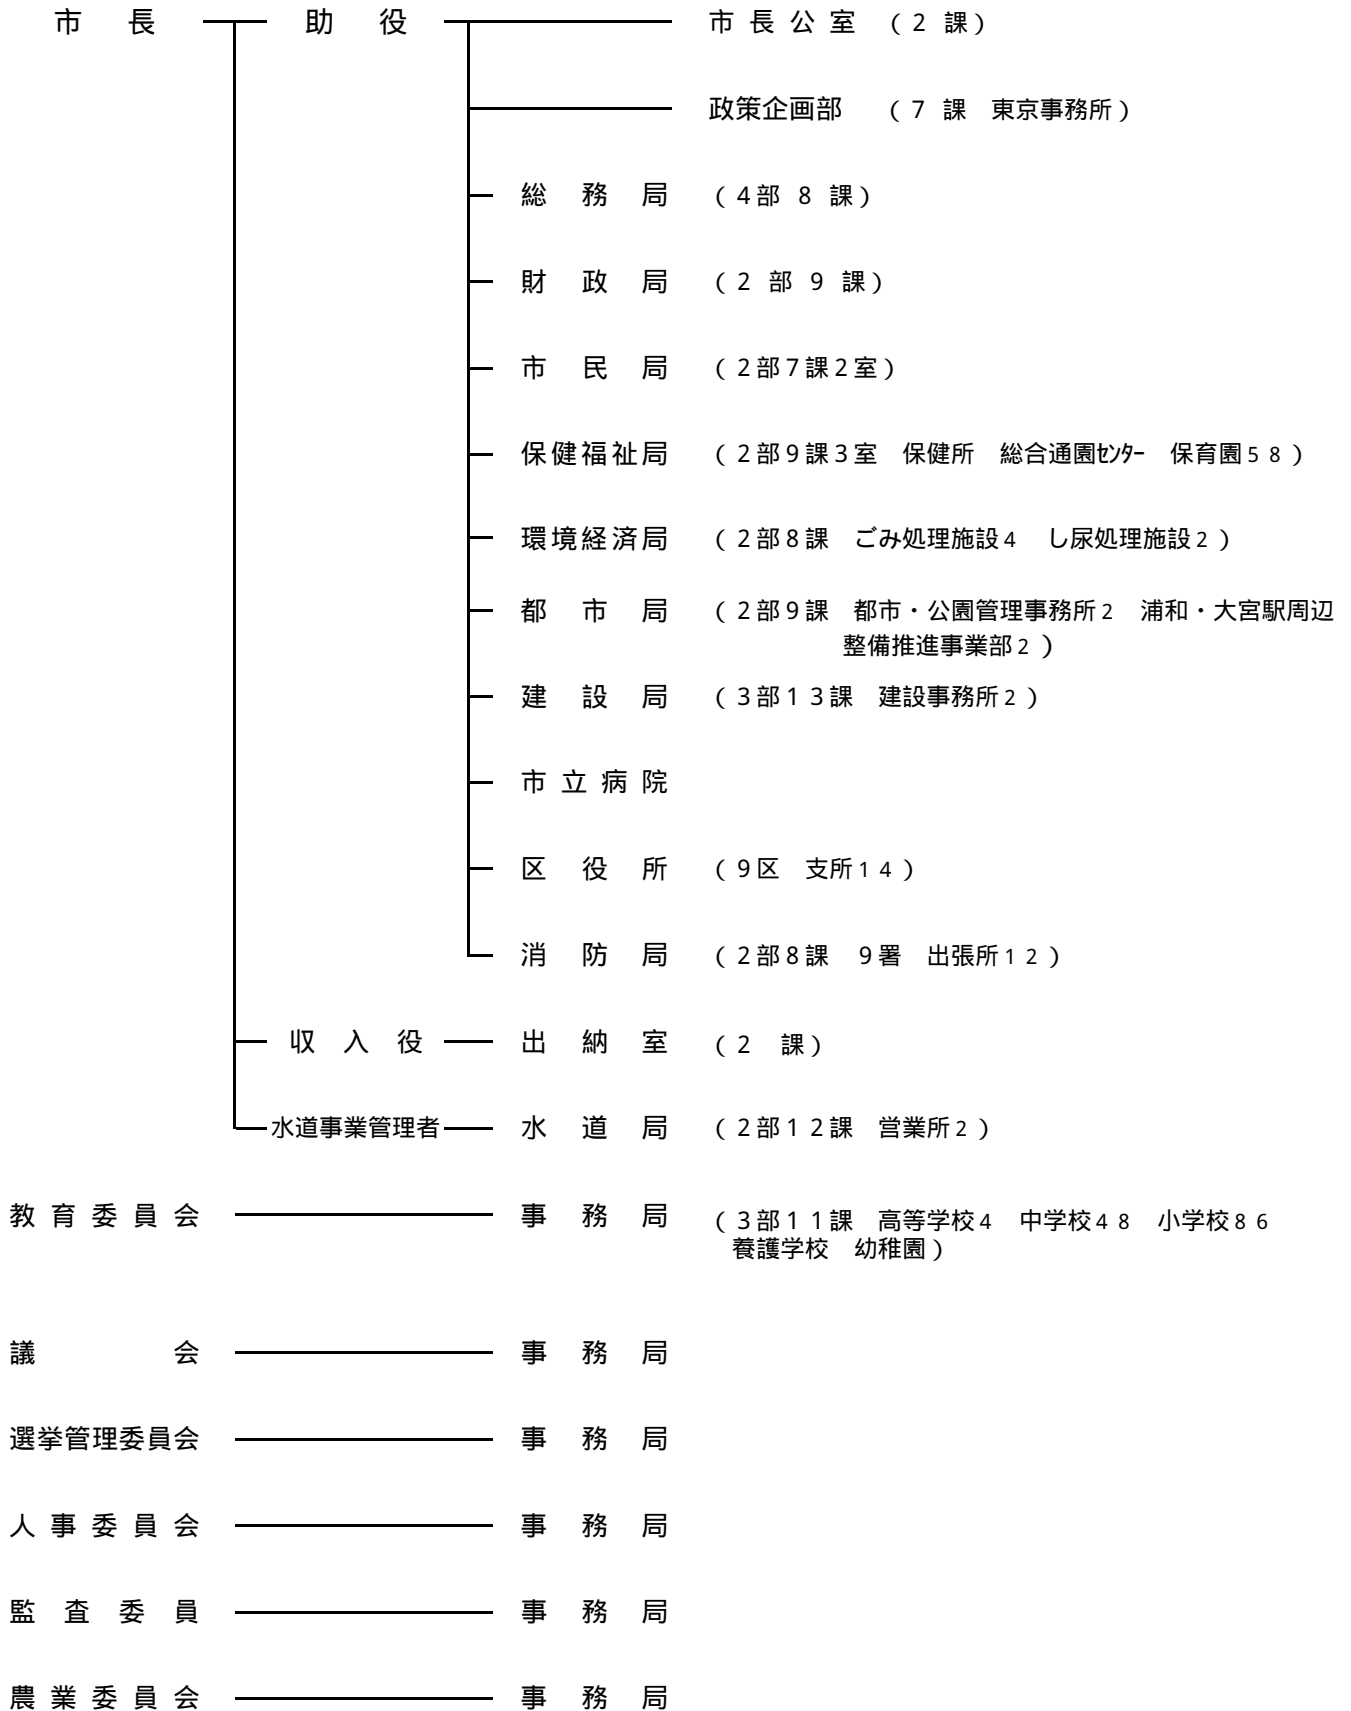 市長 助役 市長公室 (2課)
政策企画部 (7課 東京事務所)
総務局 (4部8課)
財政局 (2部9課)
市民局 (2部7課2室)
保健福祉局 (2部9課3室 保健所 総合通園ｾﾝﾀｰ 保育園58)
環境経済局 (2部8課 ごみ処理施設4 し尿処理施設2)
都市局 (2部9課 都市・公園管理事務所2 浦和・大宮駅周辺
整備推進事業部2)
建設局 (3部13課 建設事務所2)
市立病院
区役所 (9区 支所14)
消防局 (2部8課 9署 出張所12)
収入役 出納室 (2課)
水道事業管理者 水道局 (2部12課 営業所2)
教育委員会 事務局 (3部11課 高等学校4 中学校48 小学校86
養護学校 幼稚園)
議会 事務局
選挙管理委員会 事務局
人事委員会 事務局
監査委員 事務局
農業委員会 事務局